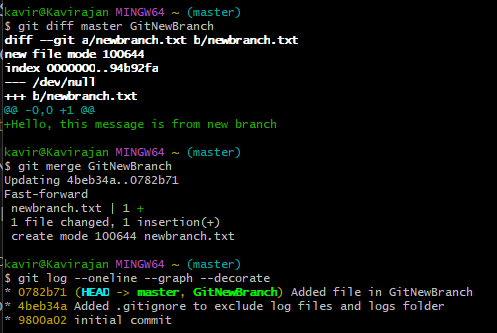 kavir@Kavirajan MINGW64 ~ (master)
$ git diff master GitNewBranch
diff --git a/newbranch.txt b/newbranch.txt
new file mode 100644
index 0000000..94b92fa
--- /dev/null
+++ b/newbranch.txt
@@ -0,0 +1 @@
+Hello, this message is from new branch
kavir@Kavirajan MINGW64 ~ (master)
$ git merge GitNewBranch
Updating 4beb34a..0782b71
Fast-forward
newbranch.txt | 1 +
1 file changed, 1 insertion(+)
create mode 100644 newbranch.txt
kavir@Kavirajan MINGW64 ~ (master)
$ git log --oneline --graph --decorate
* 0782b71 (HEAD -> master, GitNewBranch) Added file in GitNewBranch
* 4beb34a Added .gitignore to exclude log files and logs folder
* 9800a02 initial commit